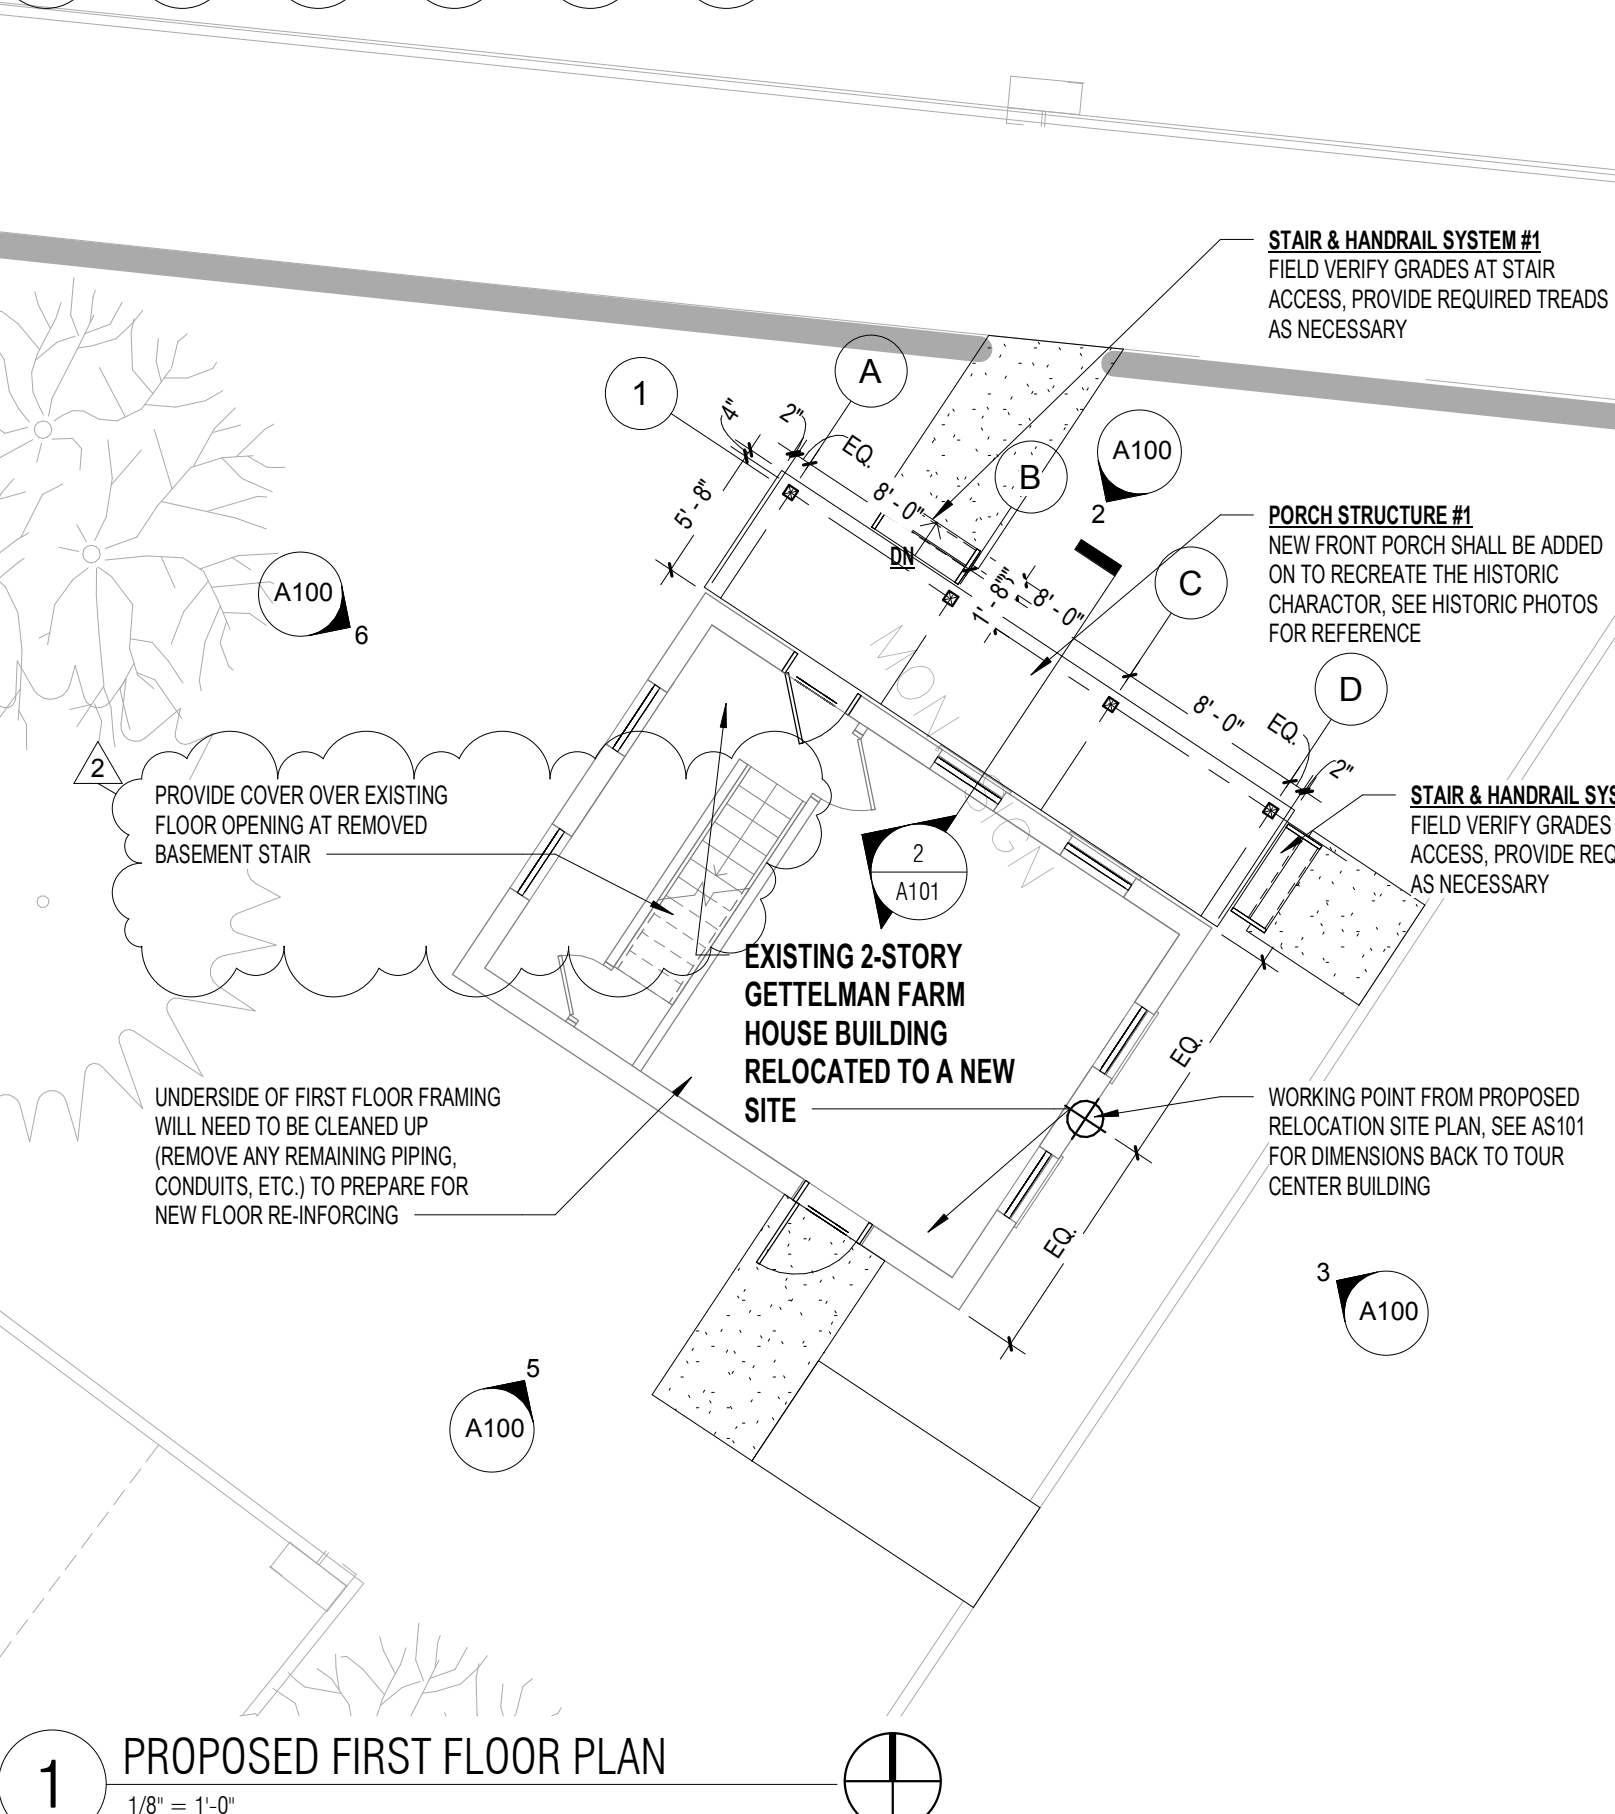 STAIR & HANDRAIL SYSTEM #1
FIELD VERIFY GRADES AT STAIR
ACCESS, PROVIDE REQUIRED TREADS
AS NECESSARY
A
1
4"
2"
EQ.
8' - 0"
5' - 8"
B
A100
2
DN
PORCH STRUCTURE #1
NEW FRONT PORCH SHALL BE ADDED
ON TO RECREATE THE HISTORIC
CHARACTOR, SEE HISTORIC PHOTOS
FOR REFERENCE
C
1' - 8"
8' - 0"
A100
6
D
8' - 0"
EQ.
2"
MON SIGN
2
PROVIDE COVER OVER EXISTING
FLOOR OPENING AT REMOVED
BASEMENT STAIR
STAIR & HANDRAIL SYS
FIELD VERIFY GRADES
ACCESS, PROVIDE REQ
AS NECESSARY
2
A101
EXISTING 2-STORY
GETTELMAN FARM
HOUSE BUILDING
RELOCATED TO A NEW
SITE
EQ.
EQ.
UNDERSIDE OF FIRST FLOOR FRAMING
WILL NEED TO BE CLEANED UP
(REMOVE ANY REMAINING PIPING,
CONDUITS, ETC.) TO PREPARE FOR
NEW FLOOR RE-INFORCING
WORKING POINT FROM PROPOSED
RELOCATION SITE PLAN, SEE AS101
FOR DIMENSIONS BACK TO TOUR
CENTER BUILDING
3
A100
5
A100
1
PROPOSED FIRST FLOOR PLAN
1/8" = 1'-0"